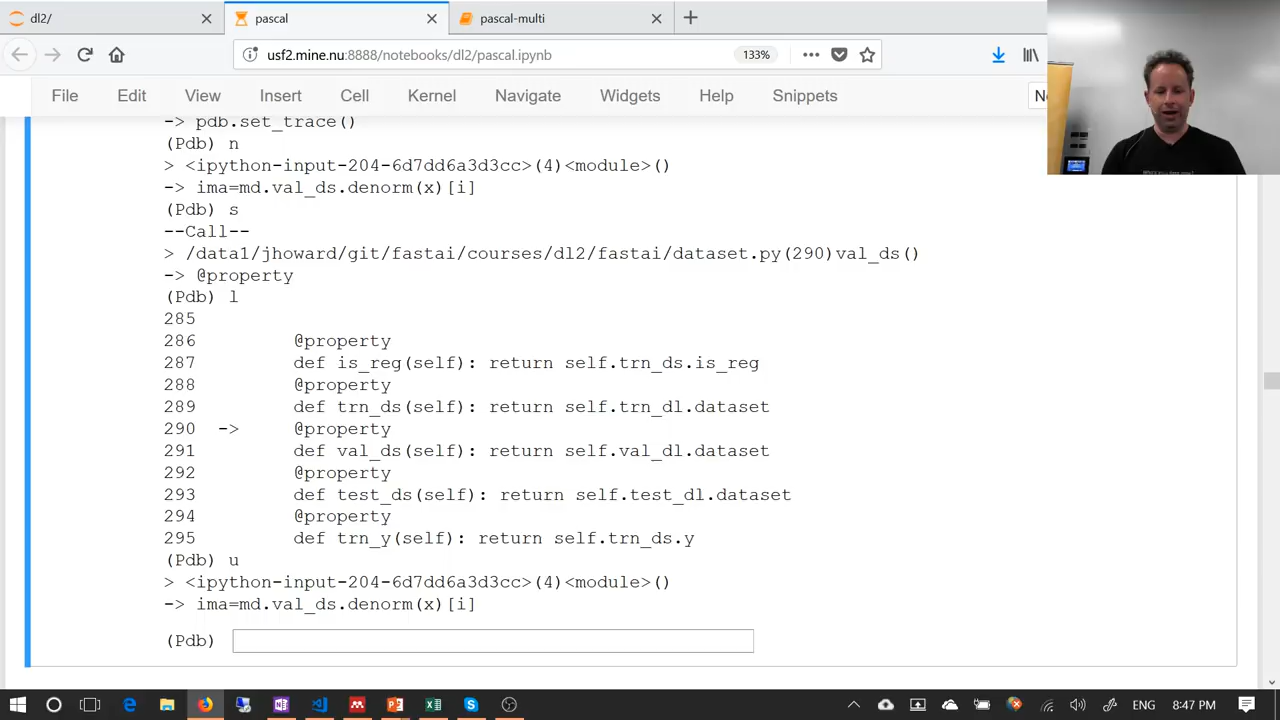 dl2/
pascal
pascal-multi
usf2.mine.nu:8888/notebooks/dl2/pascal.ipynb
133%
File Edit View Insert Cell Kernel Navigate Widgets Help Snippets
-> pdb.set_trace()
(Pdb) n
> <ipython-input-204-6d7dd6a3d3cc>(4)<module>()
-> ima=md.val_ds.denorm(x)[i]
(Pdb) s
--Call--
> /data1/jhoward/git/fastai/courses/dl2/fastai/dataset.py(290)val_ds()
-> @property
(Pdb) l
285
286 @property
287 def is_reg(self): return self.trn_ds.is_reg
288 @property
289 def trn_ds(self): return self.trn_dl.dataset
290 -> @property
291 def val_ds(self): return self.val_dl.dataset
292 @property
293 def test_ds(self): return self.test_dl.dataset
294 @property
295 def trn_y(self): return self.trn_ds.y
(Pdb) u
> <ipython-input-204-6d7dd6a3d3cc>(4)<module>()
-> ima=md.val_ds.denorm(x)[i]
(Pdb)
ENG 8:47 PM